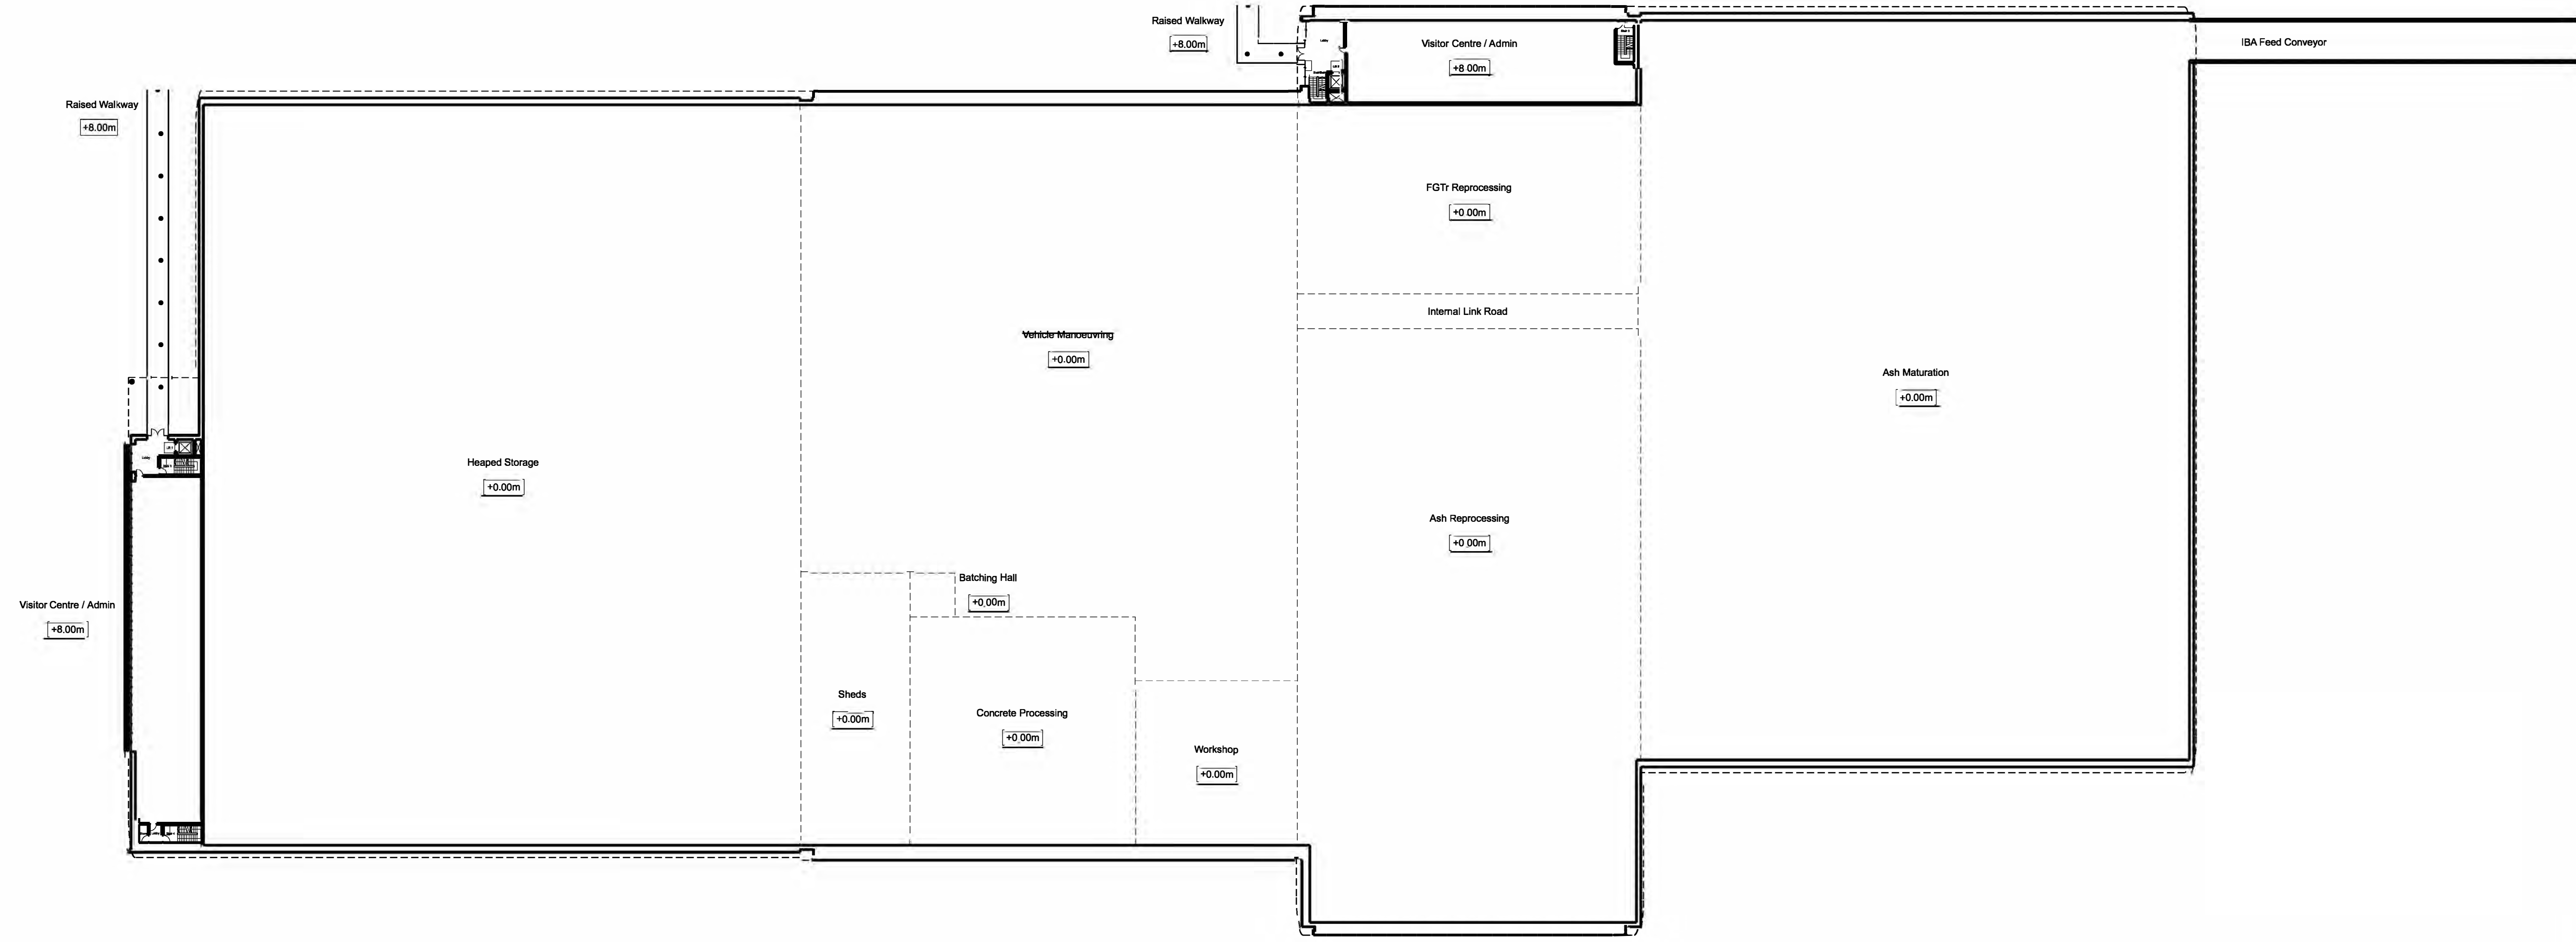 Raised Walkway
+8.00m
Visitor Centre / Admin
+8.00m
IBA Feed Conveyor
Raised Walkway
+8.00m
Lobby
FGTr Reprocessing
+0.00m
Internal Link Road
Vehicle Manoeuvring
+0.00m
Ash Maturation
+0.00m
Heaped Storage
+0.00m
Lobby
Ash Reprocessing
+0.00m
Batching Hall
+0.00m
Visitor Centre / Admin
+8.00m
Sheds
+0.00m
Concrete Processing
+0.00m
Workshop
+0.00m